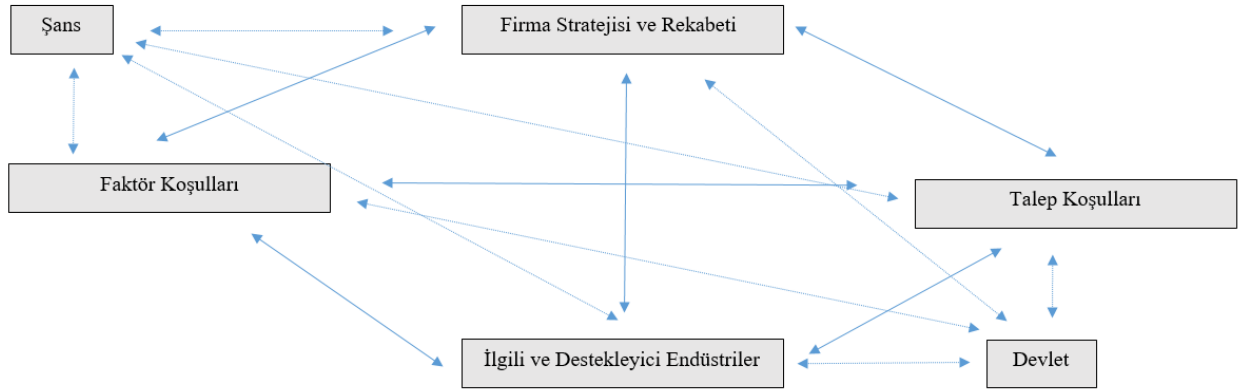 Şans
Firma Stratejisi ve Rekabeti
Faktör Koşulları
Talep Koşulları
İlgili ve Destekleyici Endüstriler
Devlet